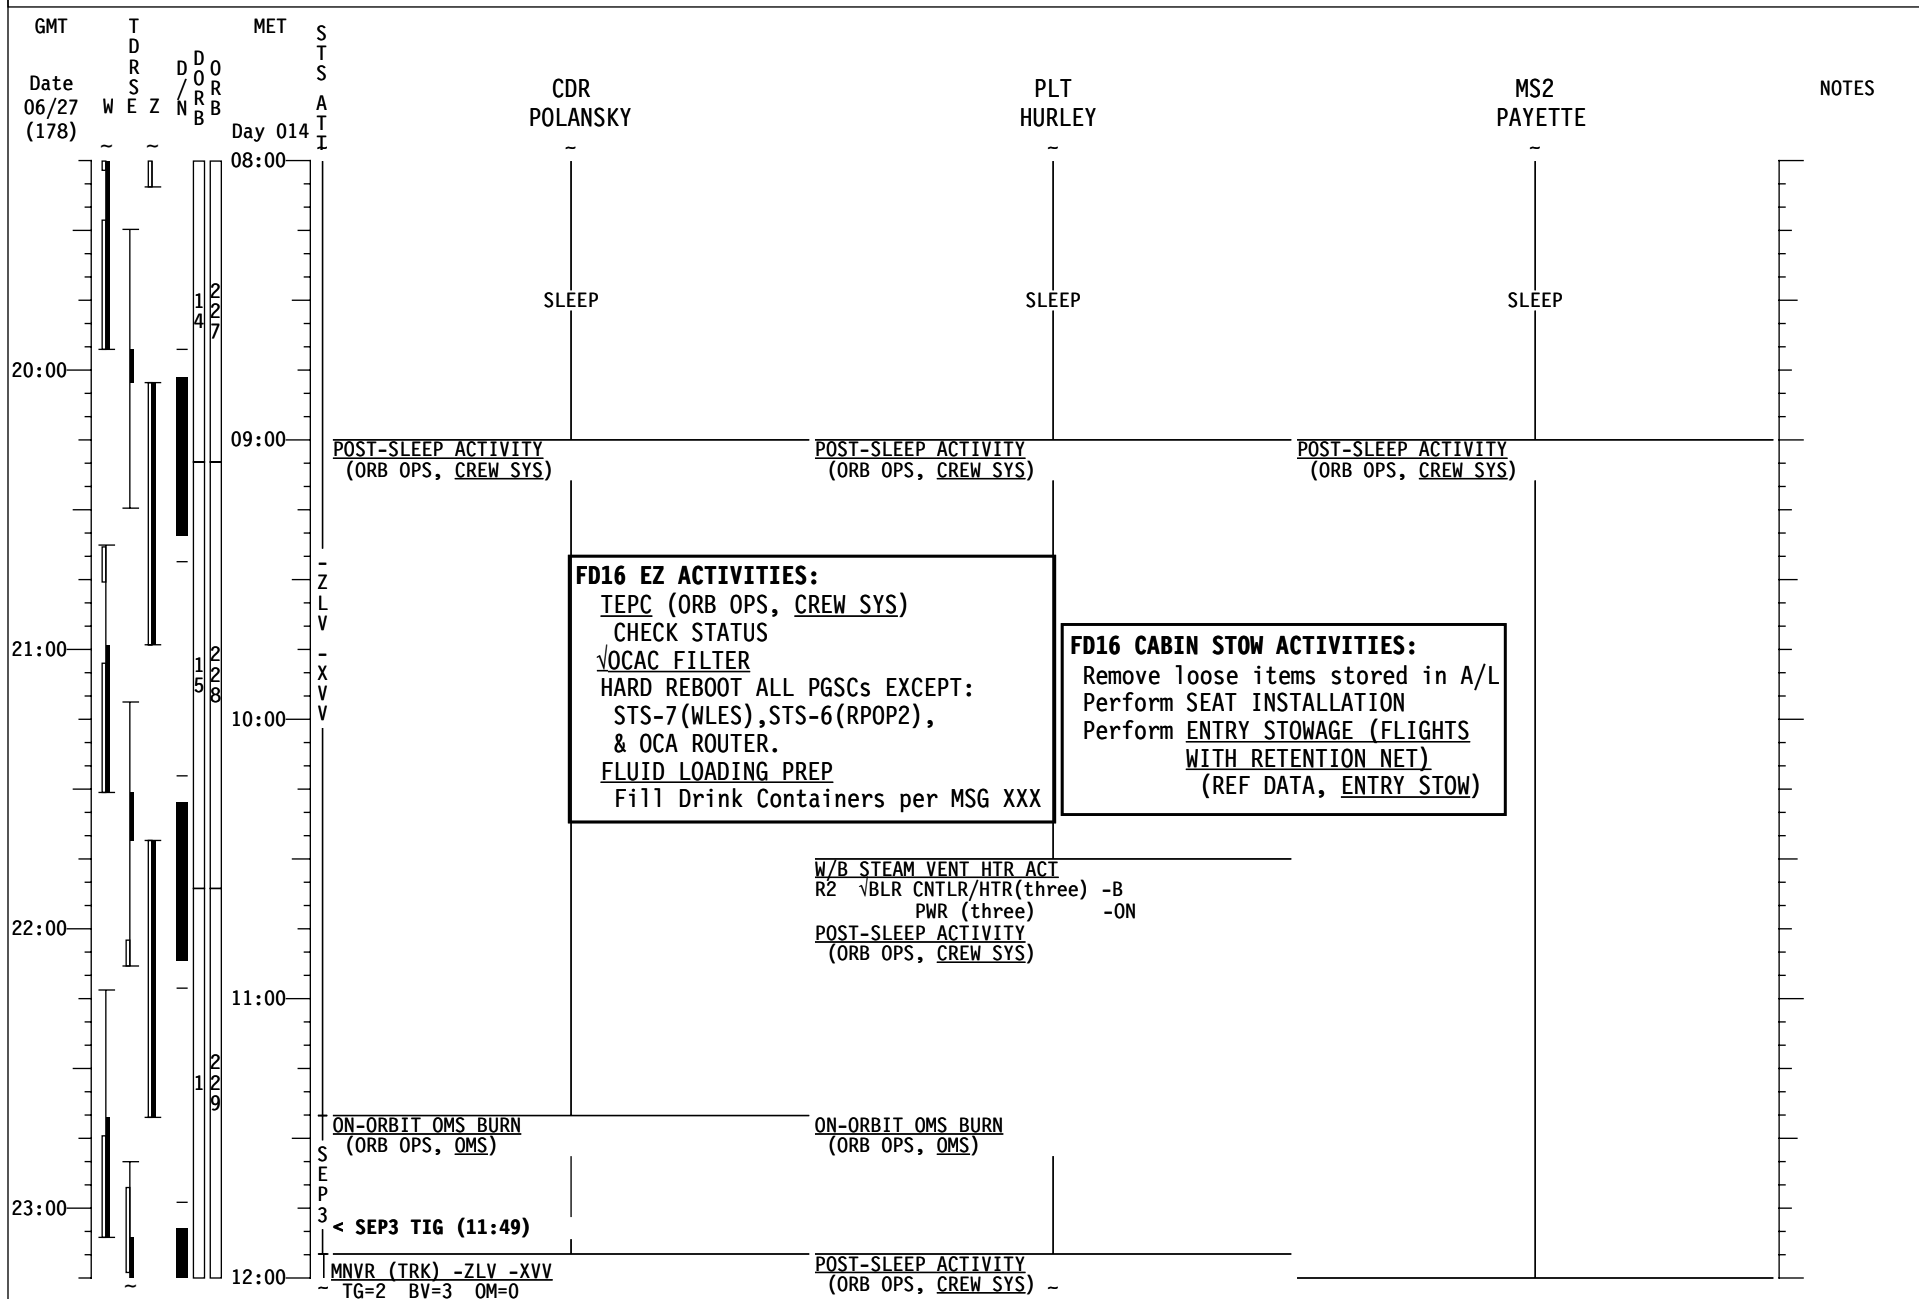 GMT
TDRS
MET
STS ATT
Date
06/27
(178)
W E Z
D/N
DORB
ORB
Day 014
CDR
POLANSKY
PLT
HURLEY
MS2
PAYETTE
NOTES
~ ~ ~ ~ ~
08:00
SLEEP SLEEP SLEEP
14
227
20:00
09:00
POST-SLEEP ACTIVITY
(ORB OPS, CREW SYS)
POST-SLEEP ACTIVITY
(ORB OPS, CREW SYS)
POST-SLEEP ACTIVITY
(ORB OPS, CREW SYS)
-ZLV -XVV
FD16 EZ ACTIVITIES:
TEPC (ORB OPS, CREW SYS)
CHECK STATUS
√OCAC FILTER
HARD REBOOT ALL PGSCs EXCEPT:
STS-7(WLES),STS-6(RPOP2),
& OCA ROUTER.
FLUID LOADING PREP
Fill Drink Containers per MSG XXX
FD16 CABIN STOW ACTIVITIES:
Remove loose items stored in A/L
Perform SEAT INSTALLATION
Perform ENTRY STOWAGE (FLIGHTS
WITH RETENTION NET)
(REF DATA, ENTRY STOW)
21:00
15
228
10:00
W/B STEAM VENT HTR ACT
R2 √BLR CNTLR/HTR(three) -B
PWR (three) -ON
POST-SLEEP ACTIVITY
(ORB OPS, CREW SYS)
22:00
11:00
1
229
ON-ORBIT OMS BURN
(ORB OPS, OMS)
ON-ORBIT OMS BURN
(ORB OPS, OMS)
SEP3
23:00
< SEP3 TIG (11:49)
12:00
MNVR (TRK) -ZLV -XVV
TG=2 BV=3 OM=0
POST-SLEEP ACTIVITY
(ORB OPS, CREW SYS) ~
~ ~